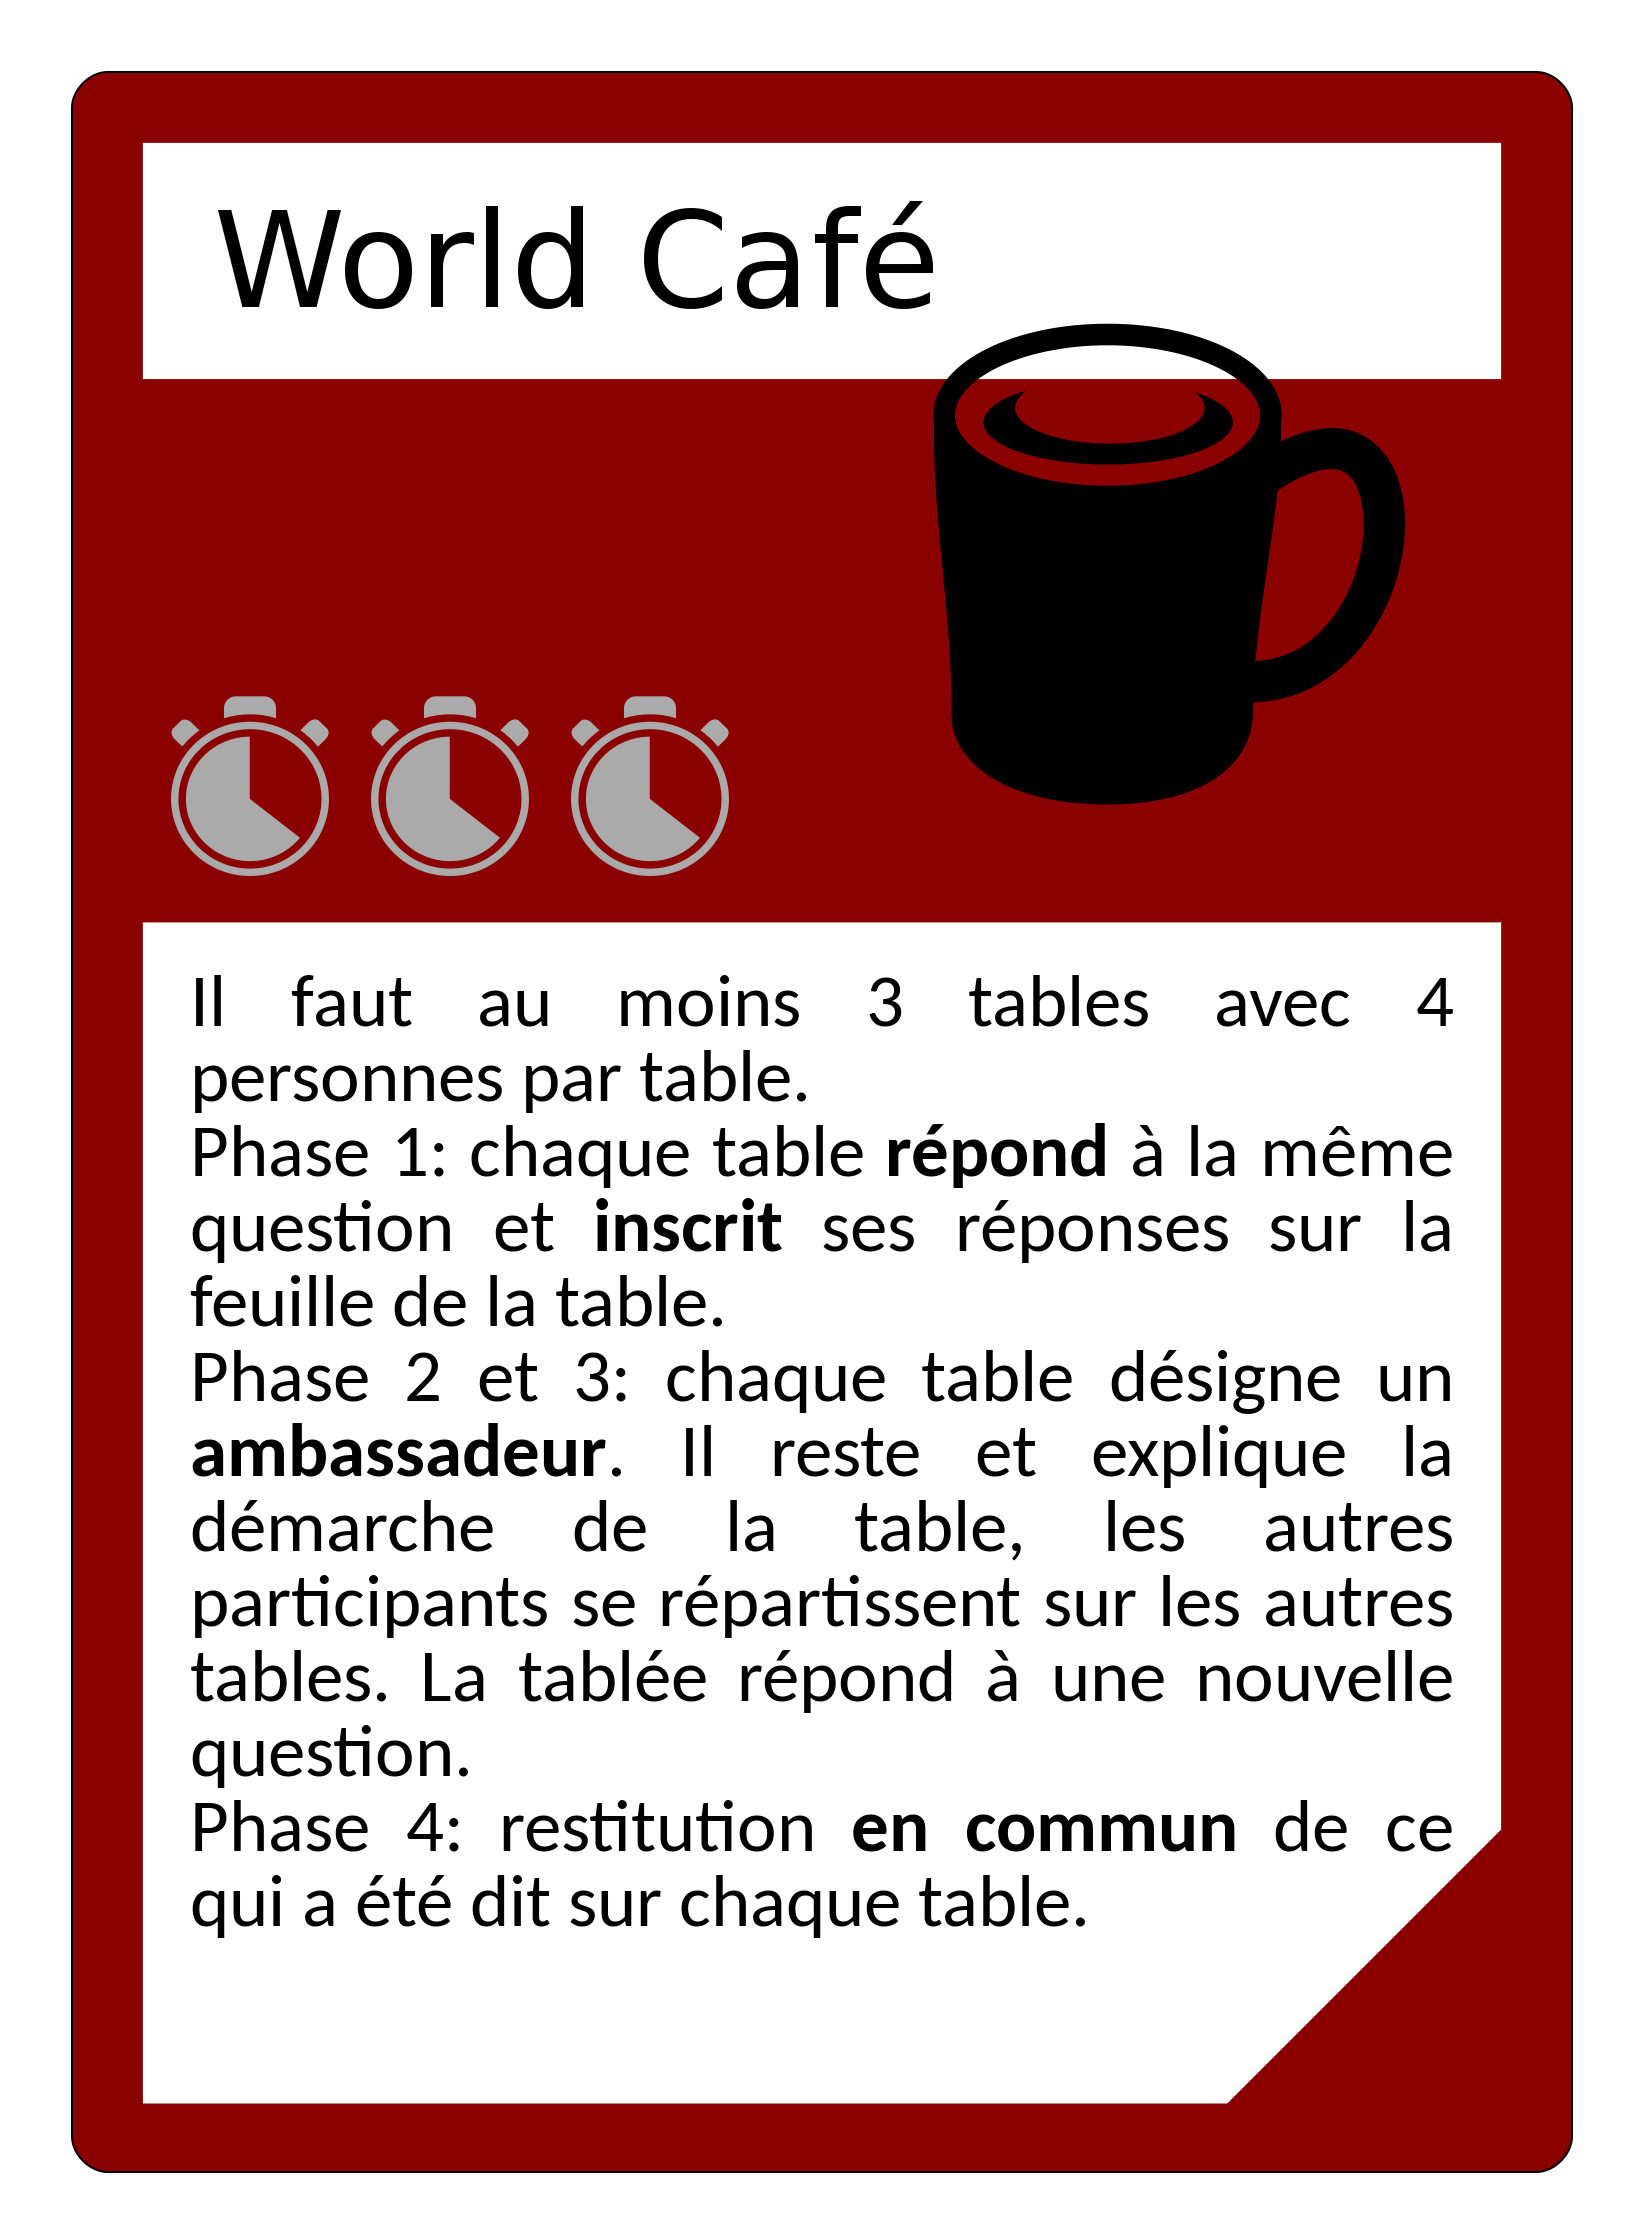 World Café
Il faut au moins 3 tables avec 4
personnes par table.
Phase 1: chaque table répond à la même
question et inscrit ses réponses sur la
feuille de la table.
Phase 2 et 3: chaque table désigne un
ambassadeur. Il reste et explique la
démarche de la table, les autres
participants se répartissent sur les autres
tables. La tablée répond à une nouvelle
question.
Phase 4: restitution en commun de ce
qui a été dit sur chaque table.